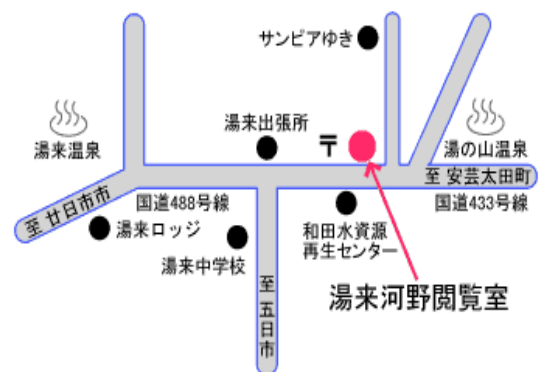 サンピアゆき
湯来温泉
湯来出張所
〒
湯の山温泉
至 安芸太田町
至 廿日市市
国道488号線
国道433号線
湯来ロッジ
湯来中学校
和田水資源
再生センター
至 五日市
湯来河野閲覧室